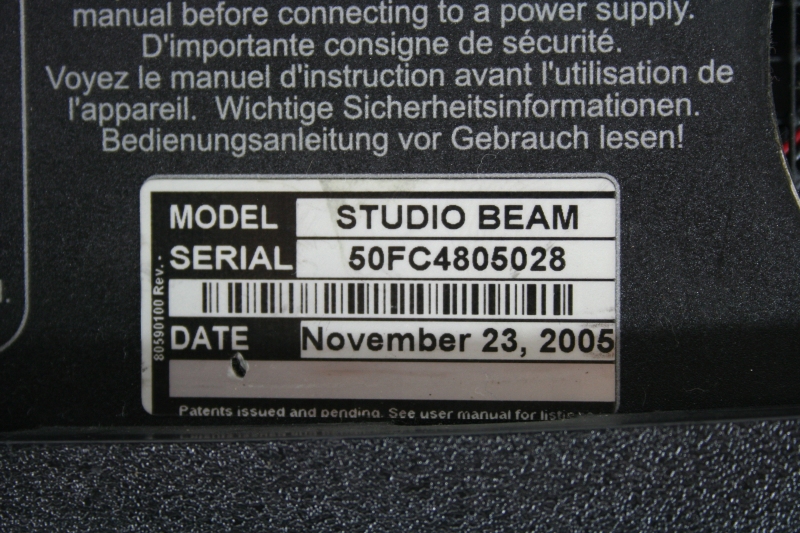 manual before connecting to a power supply.
D'importante consigne de sécurité.
Voyez le manuel d'instruction avant l'utilisation de
l'appareil. Wichtige Sicherheitsinformationen.
Bedienungsanleitung vor Gebrauch lesen!
MODEL STUDIO BEAM
SERIAL 50FC4805028
80590100 Rev. -
DATE November 23, 2005
Patents issued and pending. See user manual for